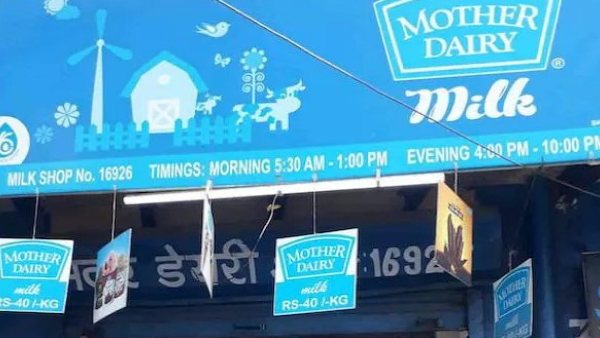 MOTHER
DAIRY
®
Milk
MILK SHOP No. 16926 TIMINGS: MORNING 5:30 AM - 1:00 PM EVENING 4:00 PM - 10:00 PM
MOTHER
DAIRY
milk
RS-40 /-KG
डेयरी
:1692
MOTHER
DAIRY
milk
RS-40 /-KG
MOTHER
DAIRY
milk